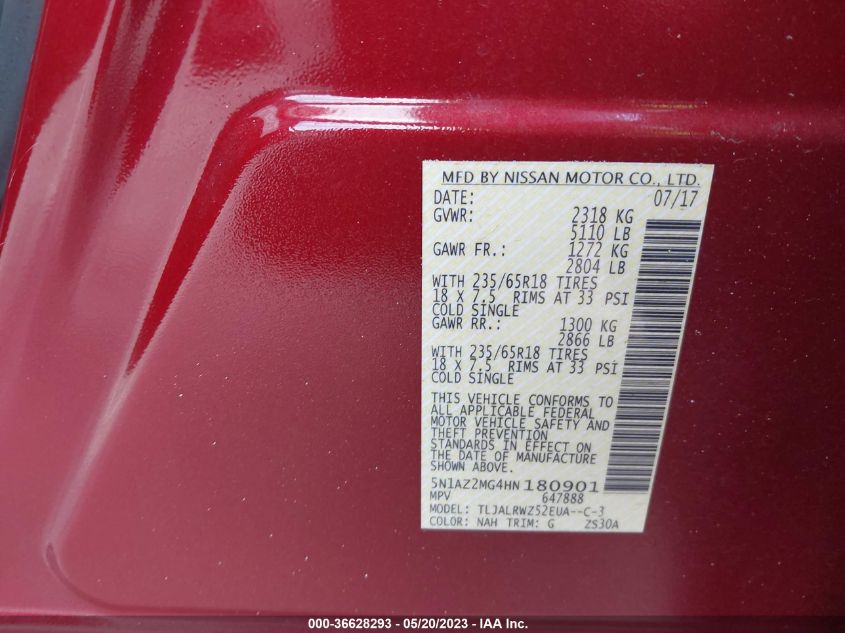 MFD BY NISSAN MOTOR CO., LTD.
DATE: 07/17
GVWR: 2318 KG
5110 LB
GAWR FR.: 1272 KG
2804 LB
WITH 235/65R18 TIRES
18 X 7.5 RIMS AT 33 PSI
COLD SINGLE
GAWR RR.: 1300 KG
2866 LB
WITH 235/65R18 TIRES
18 X 7.5 RIMS AT 33 PSI
COLD SINGLE
THIS VEHICLE CONFORMS TO
ALL APPLICABLE FEDERAL
MOTOR VEHICLE SAFETY AND
THEFT PREVENTION
STANDARDS IN EFFECT ON
THE DATE OF MANUFACTURE
SHOWN ABOVE.
5N1AZ2MG4HN180901
MPV 647888
MODEL: TLJALRWZ52EUA--C-3
COLOR: NAH TRIM: G ZS30A
000-36628293 - 05/20/2023 - IAA Inc.